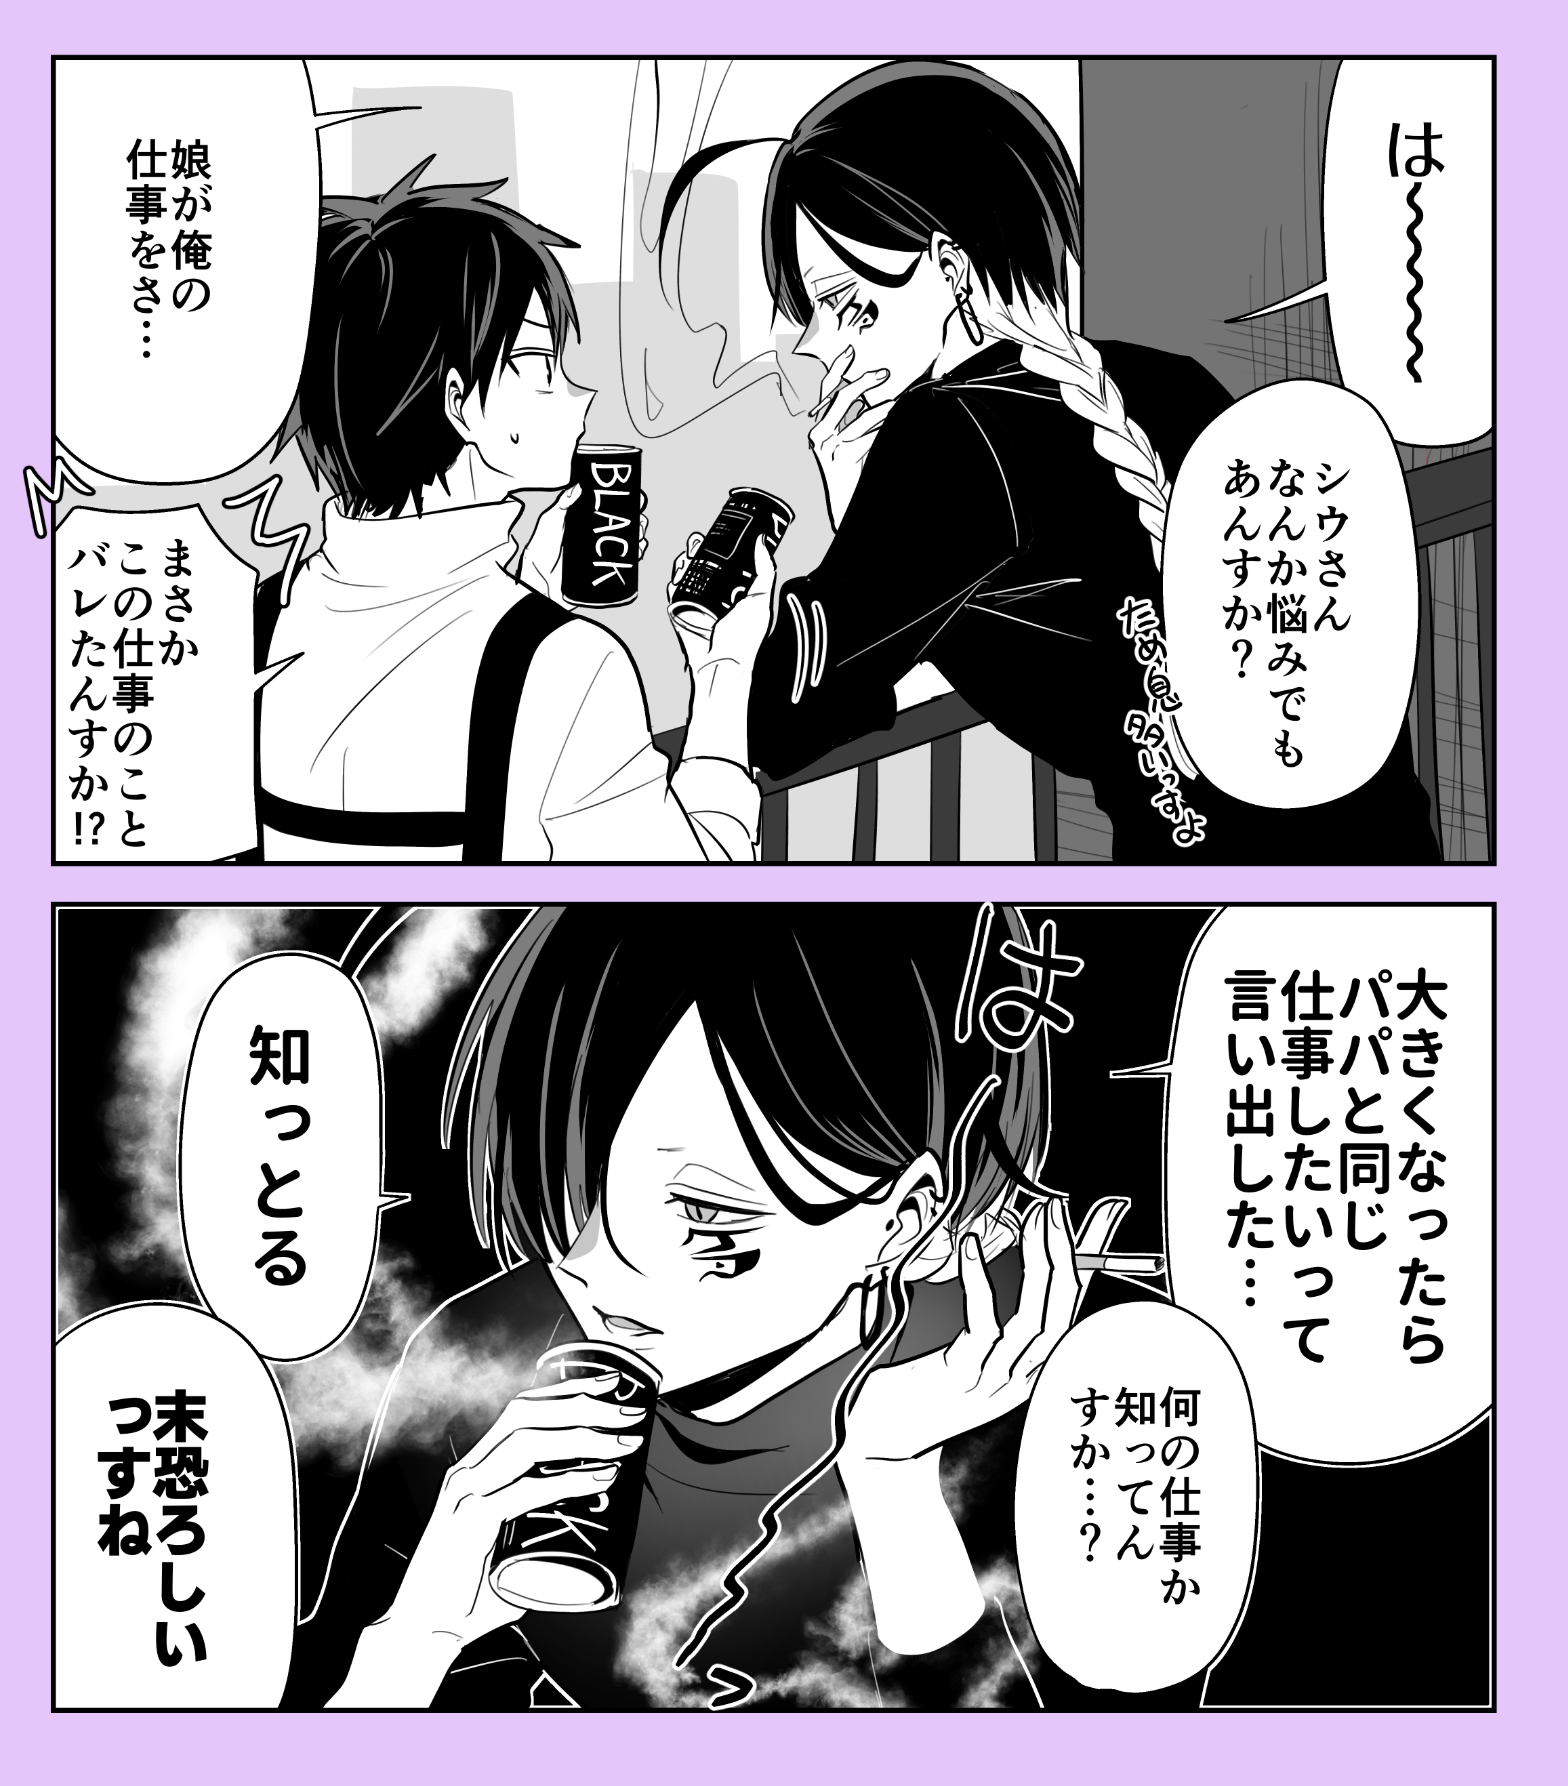 は〜〜〜〜
シウさん
なんか悩みでも
あんすか？
ため息多いっすよ
娘が俺の
仕事をさ…
まさか
この仕事のこと
バレたんすか!?
BLACK
大きくなったら
パパと同じ
仕事したいって
言い出した…
は〜〜〜
何の仕事か
知ってん
すか…？
知っとる
末恐ろしい
っすね